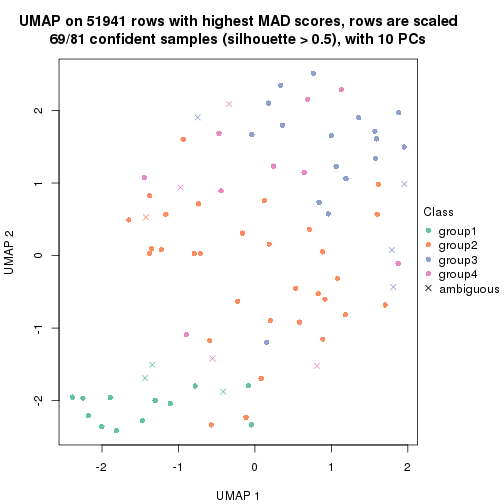 UMAP on 51941 rows with highest MAD scores, rows are scaled
69/81 confident samples (silhouette > 0.5), with 10 PCs
2
1
0
-1
-2
UMAP 2
-2
-1
0
1
2
UMAP 1
Class
group1
group2
group3
group4
ambiguous